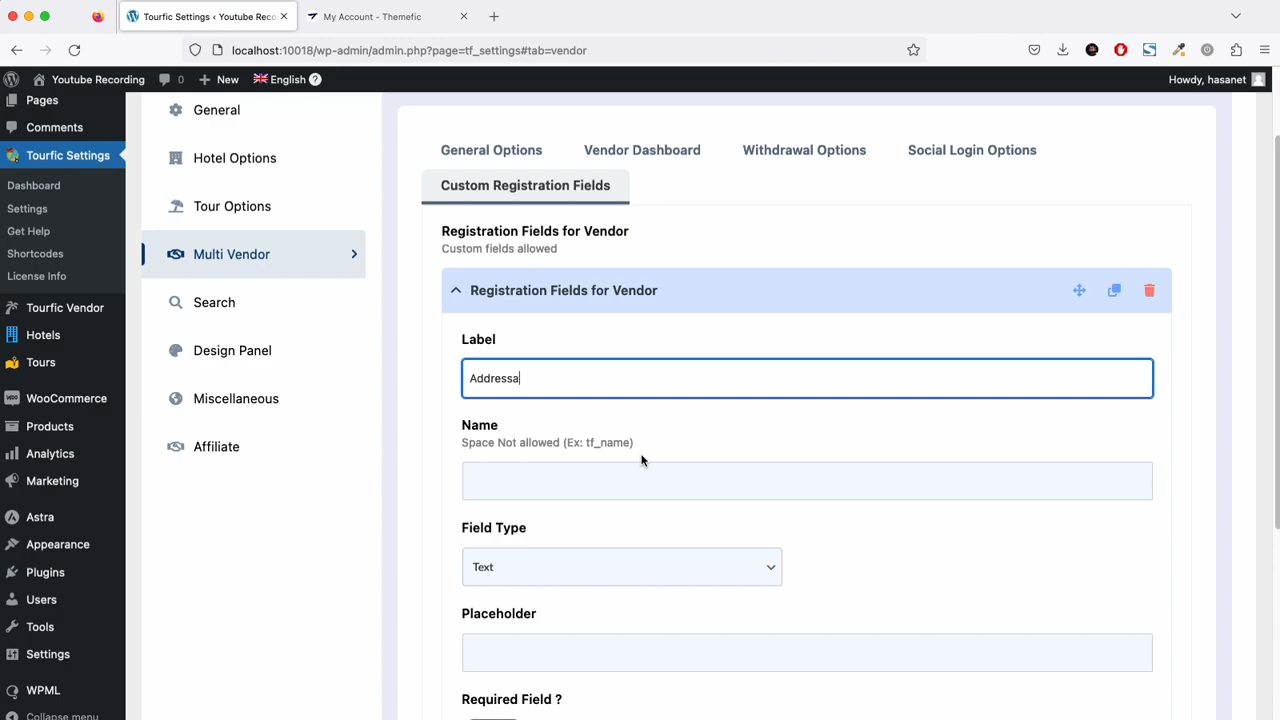 Tourfic Settings ‹ Youtube Reco
My Account - Themefic
localhost:10018/wp-admin/admin.php?page=tf_settings#tab=vendor
Youtube Recording
0
New
English
Howdy, hasanet
Pages
Comments
Tourfic Settings
Dashboard
Settings
Get Help
Shortcodes
License Info
Tourfic Vendor
Hotels
Tours
WooCommerce
Products
Analytics
Marketing
Astra
Appearance
Plugins
Users
Tools
Settings
WPML
Collapse menu
General
Hotel Options
Tour Options
Multi Vendor
Search
Design Panel
Miscellaneous
Affiliate
General Options
Vendor Dashboard
Withdrawal Options
Social Login Options
Custom Registration Fields
Registration Fields for Vendor
Custom fields allowed
Registration Fields for Vendor
Label
Addressa
Name
Space Not allowed (Ex: tf_name)
Field Type
Text
Placeholder
Required Field ?